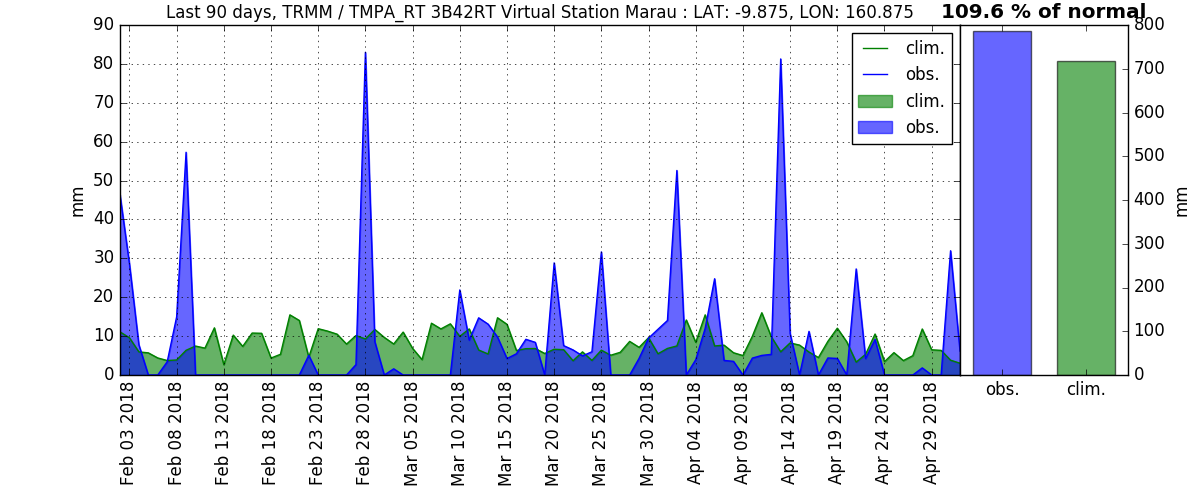 Last 90 days, TRMM / TMPA_RT 3B42RT Virtual Station Marau : LAT: -9.875, LON: 160.875
109.6 % of normal
90
80
70
60
50
40
30
20
10
0
mm
clim.
obs.
clim.
obs.
800
700
600
500
400
300
200
100
0
mm
obs.
clim.
Feb 03 2018
Feb 08 2018
Feb 13 2018
Feb 18 2018
Feb 23 2018
Feb 28 2018
Mar 05 2018
Mar 10 2018
Mar 15 2018
Mar 20 2018
Mar 25 2018
Mar 30 2018
Apr 04 2018
Apr 09 2018
Apr 14 2018
Apr 19 2018
Apr 24 2018
Apr 29 2018